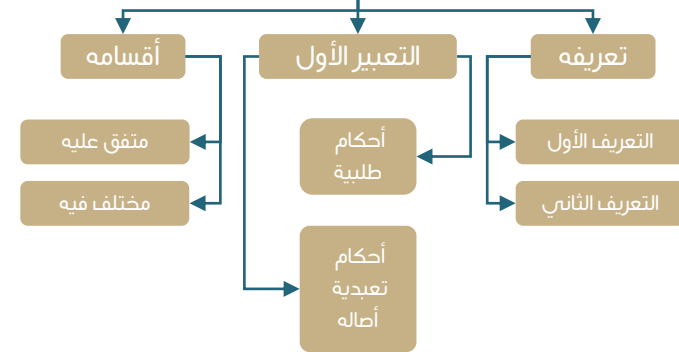 تعريفه
التعبير الأول
أقسامه
التعريف الأول
التعريف الثاني
أحكام
طلبية
أحكام
تعبدية
أصاله
متفق عليه
مختلف فيه